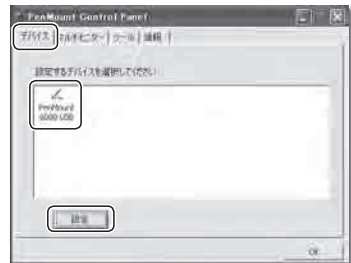 PenMount Control Panel
デバイス マルチモニター ツール 情報
設定するデバイスを選択してください
PenMount
6000 USB
設定
OK